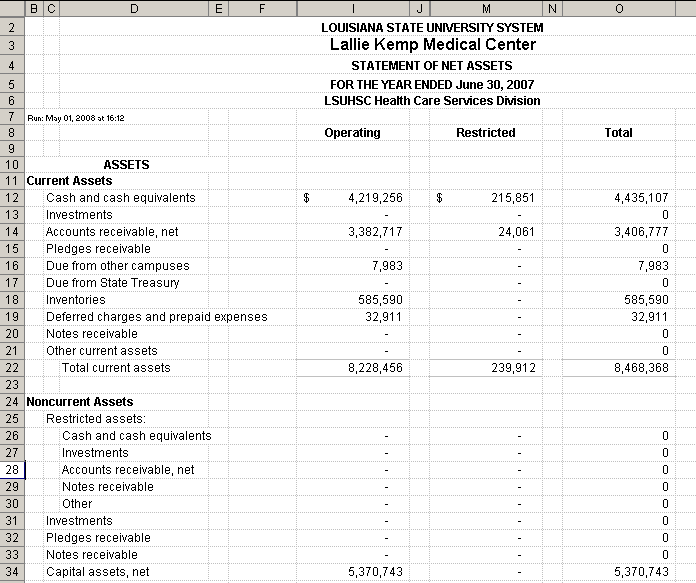 B C D E F I J M N O
2 LOUISIANA STATE UNIVERSITY SYSTEM
3 Lallie Kemp Medical Center
4 STATEMENT OF NET ASSETS
5 FOR THE YEAR ENDED June 30, 2007
6 LSUHSC Health Care Services Division
7 Run: May 01, 2008 at 16:12
8 Operating Restricted Total
9
10 ASSETS
11 Current Assets
12 Cash and cash equivalents $ 4,219,256 $ 215,851 4,435,107
13 Investments - - 0
14 Accounts receivable, net 3,382,717 24,061 3,406,777
15 Pledges receivable - - 0
16 Due from other campuses 7,983 - 7,983
17 Due from State Treasury - - 0
18 Inventories 585,590 - 585,590
19 Deferred charges and prepaid expenses 32,911 - 32,911
20 Notes receivable - - 0
21 Other current assets - - 0
22 Total current assets 8,228,456 239,912 8,468,368
23
24 Noncurrent Assets
25 Restricted assets:
26 Cash and cash equivalents - - 0
27 Investments - - 0
28 Accounts receivable, net - - 0
29 Notes receivable - - 0
30 Other - - 0
31 Investments - - 0
32 Pledges receivable - - 0
33 Notes receivable - - 0
34 Capital assets, net 5,370,743 - 5,370,743